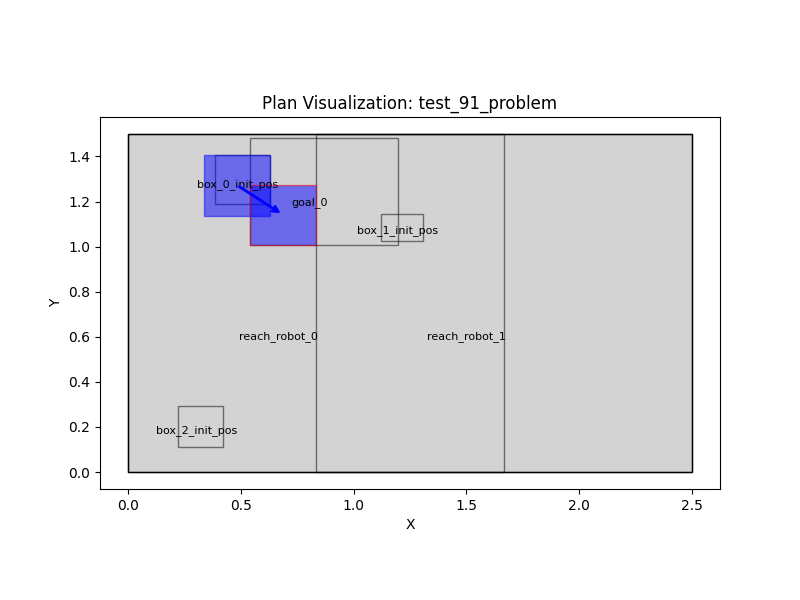 Plan Visualization: test_91_problem
1.4
1.2
1.0
0.8
0.6
0.4
0.2
0.0
Y
box_0_init_pos
goal_0
box_1_init_pos
reach_robot_0
reach_robot_1
box_2_init_pos
0.0
0.5
1.0
1.5
2.0
2.5
X